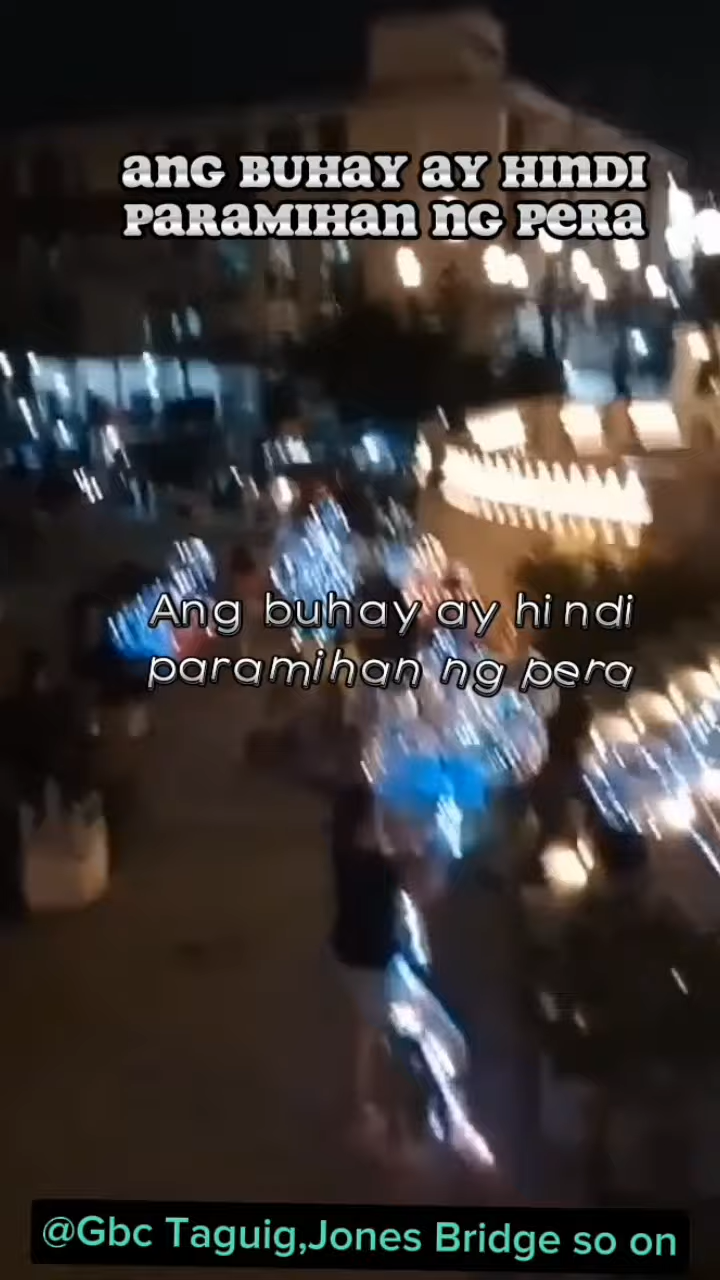 ANG BUHAY AY HINDI
PARAMIHAN NG PERA
Ang buhay ay hindi
paramihan ng pera
@Gbc Taguig,Jones Bridge so on